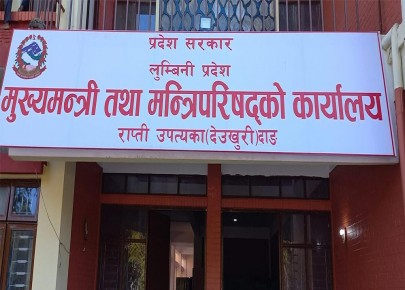 प्रदेश सरकार
लुम्बिनी प्रदेश
मुख्यमन्त्री तथा मन्त्रिपरिषद्को कार्यालय
राप्ती उपत्यका(देउखुरी)दाङ